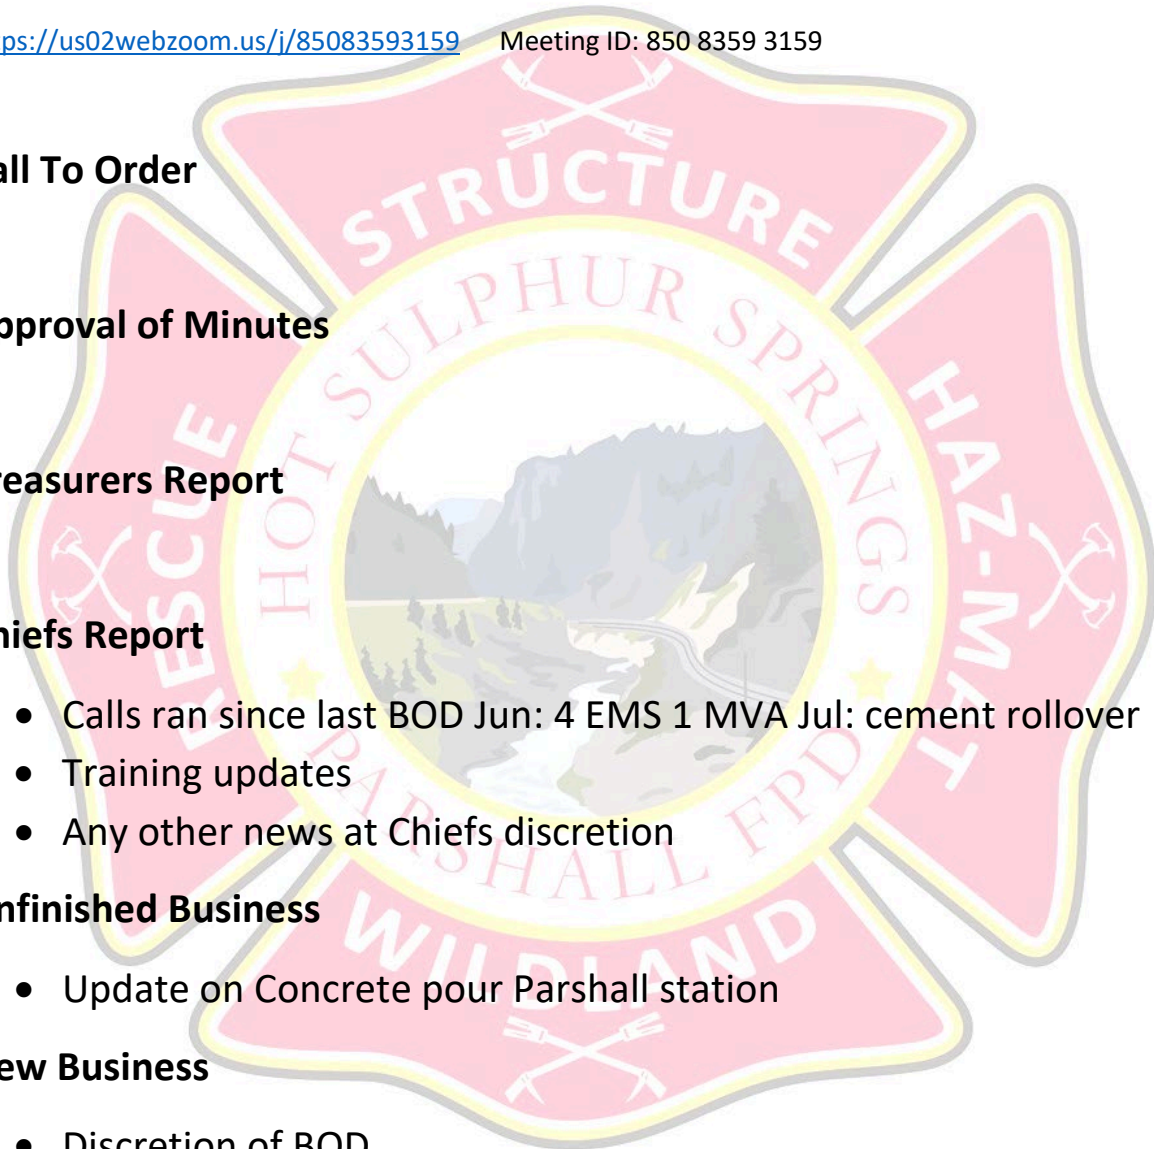 ps://us02webzoom.us/j/85083593159 Meeting ID: 850 8359 3159
all To Order
pproval of Minutes
reasurers Report
hiefs Report
• Calls ran since last BOD Jun: 4 EMS 1 MVA Jul: cement rollover
• Training updates
• Any other news at Chiefs discretion
nfinished Business
• Update on Concrete pour Parshall station
ew Business
• Discretion of BOD
STRUCTURE
HOT SULPHUR SPRINGS
RESCUE
HAZ-MAT
PARSHALL FPD
WILDLAND